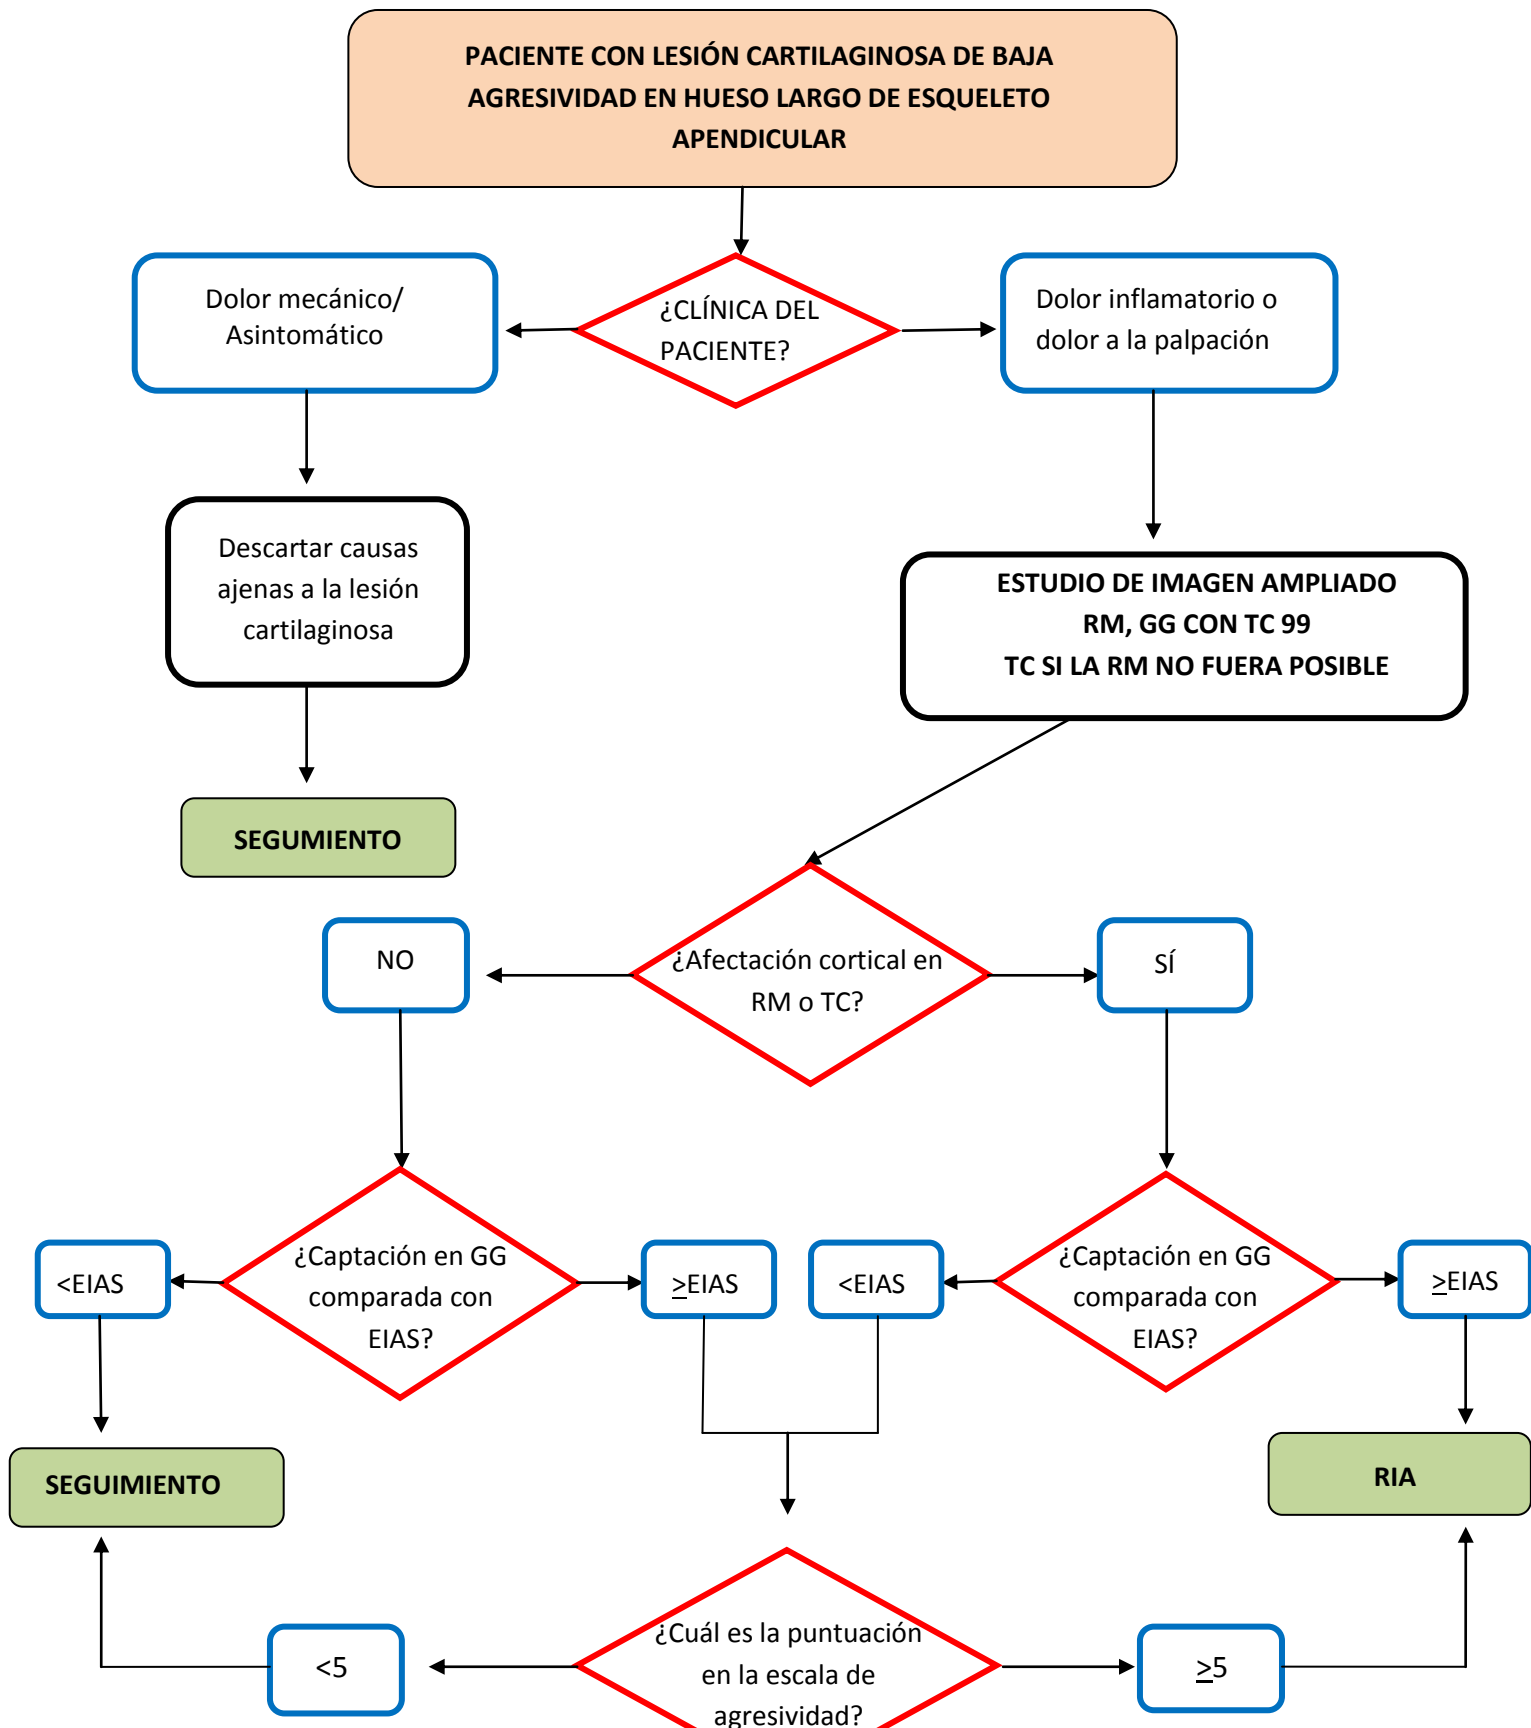 PACIENTE CON LESIÓN CARTILAGINOSA DE BAJA
AGRESIVIDAD EN HUESO LARGO DE ESQUELETO
APENDICULAR
Dolor mecánico/
Asintomático
¿CLÍNICA DEL
PACIENTE?
Dolor inflamatorio o
dolor a la palpación
Descartar causas
ajenas a la lesión
cartilaginosa
ESTUDIO DE IMAGEN AMPLIADO
RM, GG CON TC 99
TC SI LA RM NO FUERA POSIBLE
SEGUMIENTO
NO
¿Afectación cortical en
RM o TC?
SÍ
<EIAS
¿Captación en GG
comparada con
EIAS?
≥EIAS
<EIAS
¿Captación en GG
comparada con
EIAS?
≥EIAS
SEGUIMIENTO
RIA
<5
¿Cuál es la puntuación
en la escala de
agresividad?
≥5